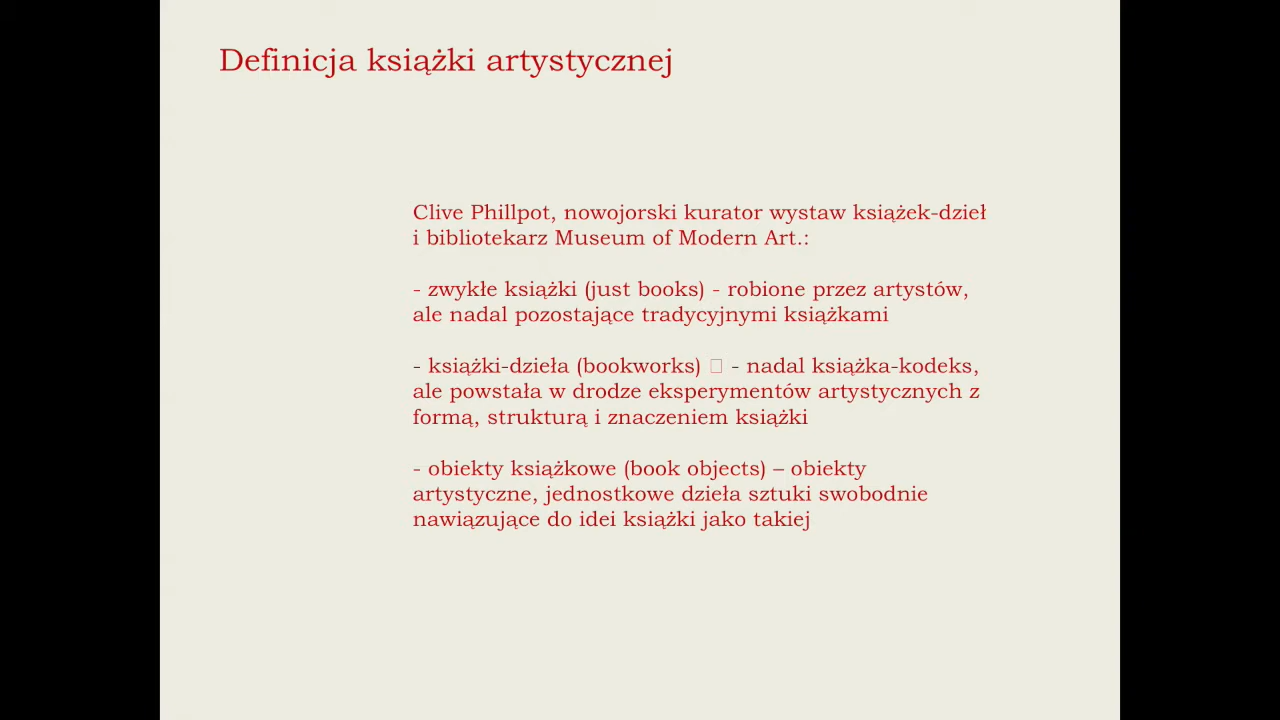 Definicja książki artystycznej
Clive Phillpot, nowojorski kurator wystaw książek-dzieł
i bibliotekarz Museum of Modern Art.:
- zwykłe książki (just books) - robione przez artystów,
ale nadal pozostające tradycyjnymi książkami
- książki-dzieła (bookworks) □ - nadal książka-kodeks,
ale powstała w drodze eksperymentów artystycznych z
formą, strukturą i znaczeniem książki
- obiekty książkowe (book objects) – obiekty
artystyczne, jednostkowe dzieła sztuki swobodnie
nawiązujące do idei książki jako takiej